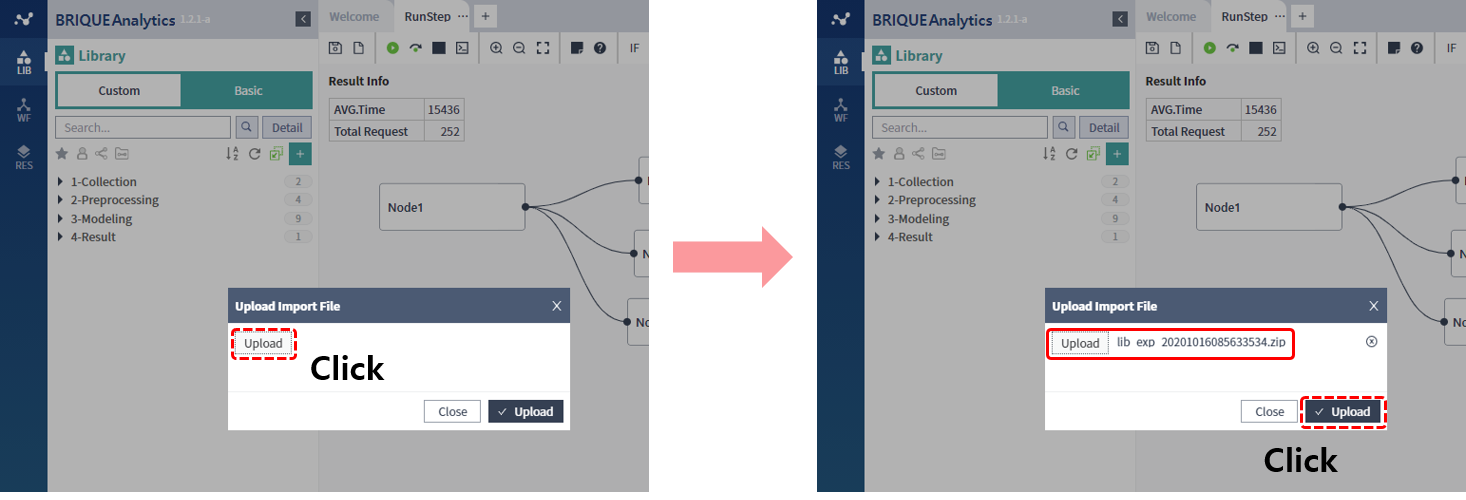 BRIQUE Analytics 1.2.1-a
Welcome
RunStep ...
+
LIB
WF
RES
Library
Custom
Basic
Search...
Detail
+
1-Collection 2
2-Preprocessing 4
3-Modeling 9
4-Result 1
IF
Result Info
AVG.Time 15436
Total Request 252
Node1
Upload Import File X
Upload
Click
Close
Upload
BRIQUE Analytics 1.2.1-a
Welcome
RunStep ...
+
LIB
WF
RES
Library
Custom
Basic
Search...
Detail
+
1-Collection 2
2-Preprocessing 4
3-Modeling 9
4-Result 1
IF
Result Info
AVG.Time 15436
Total Request 252
Node1
Upload Import File X
Upload lib_exp_20201016085633534.zip
Close
Upload
Click